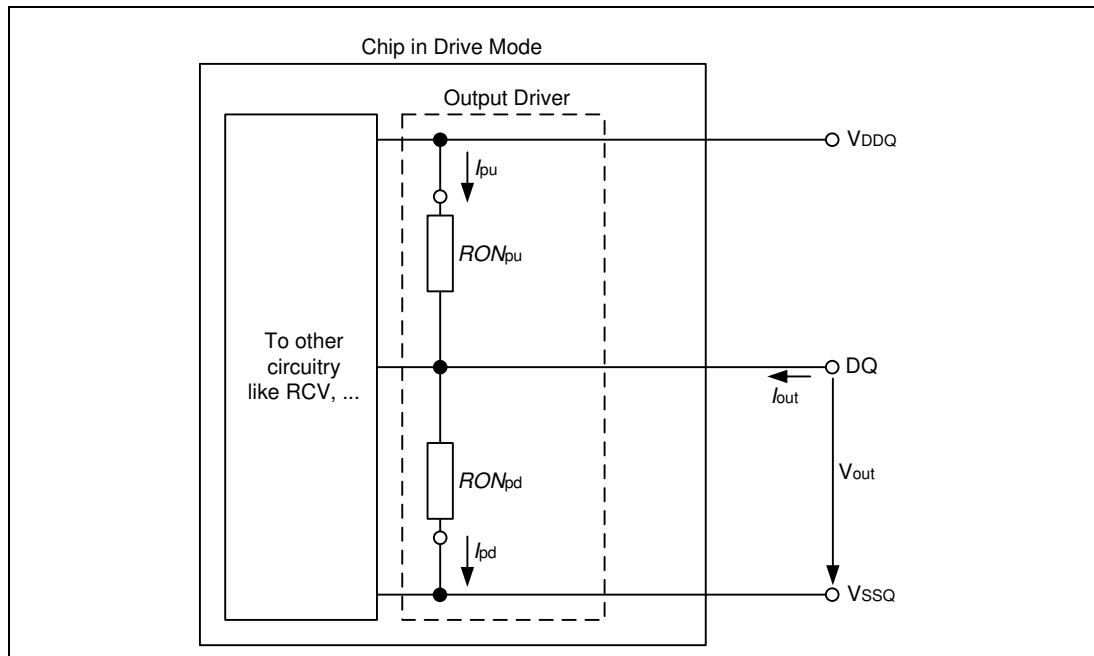 Chip in Drive Mode
Output Driver
VDDQ
Ipu
RONpu
To other
circuitry
like RCV, ...
DQ
Iout
RONpd
Vout
Ipd
VSSQ